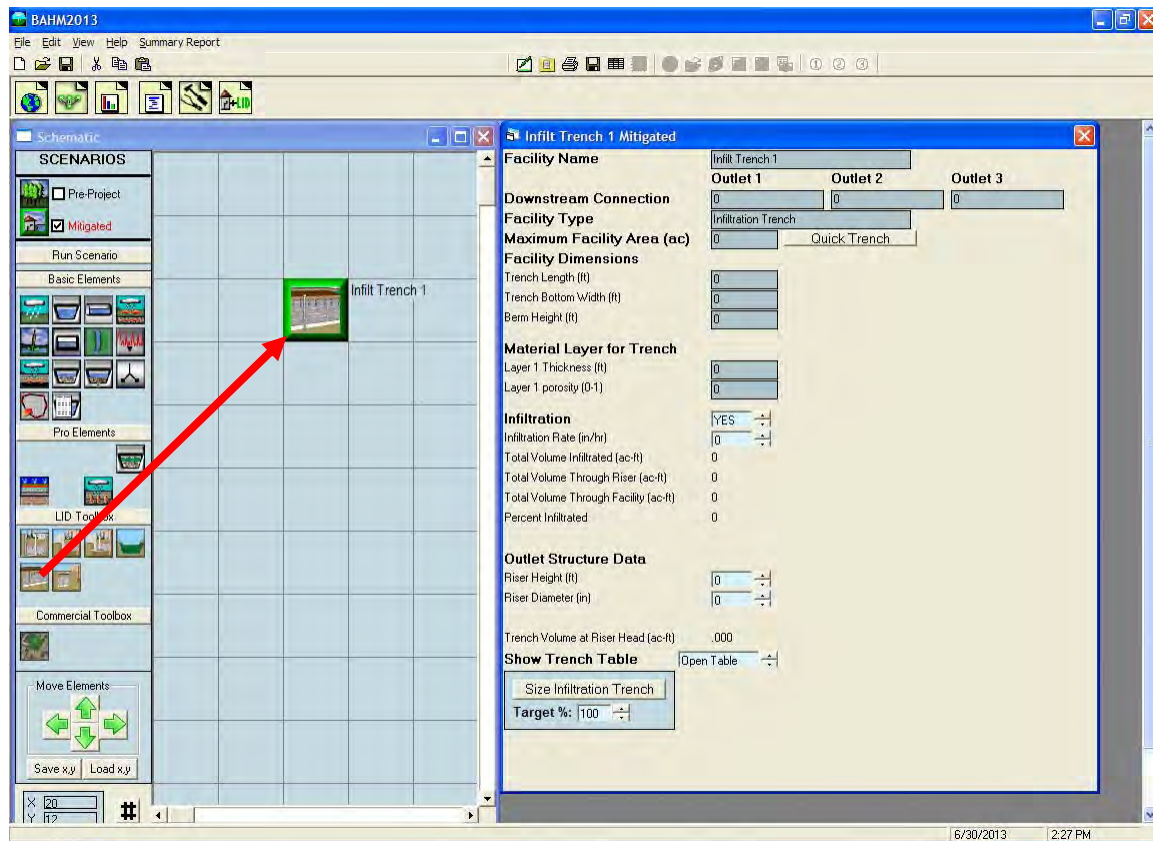 BAHM2013
File Edit View Help Summary Report
① ② ③
+LID
Schematic
SCENARIOS
Pre-Project
Mitigated
Run Scenario
Basic Elements
Pro Elements
LID Toolbox
Commercial Toolbox
Move Elements
Save x,y Load x,y
X 20
Y 12
#
Infilt Trench 1
Infilt Trench 1 Mitigated
Facility Name Infilt Trench 1
Outlet 1 Outlet 2 Outlet 3
Downstream Connection 0 0 0
Facility Type Infiltration Trench
Maximum Facility Area (ac) 0 Quick Trench
Facility Dimensions
Trench Length (ft) 0
Trench Bottom Width (ft) 0
Berm Height (ft) 0
Material Layer for Trench
Layer 1 Thickness (ft) 0
Layer 1 porosity (0-1) 0
Infiltration YES
Infiltration Rate (in/hr) 0
Total Volume Infiltrated (ac-ft) 0
Total Volume Through Riser (ac-ft) 0
Total Volume Through Facility (ac-ft) 0
Percent Infiltrated 0
Outlet Structure Data
Riser Height (ft) 0
Riser Diameter (in) 0
Trench Volume at Riser Head (ac-ft) .000
Show Trench Table Open Table
Size Infiltration Trench
Target %: 100
6/30/2013 2:27 PM